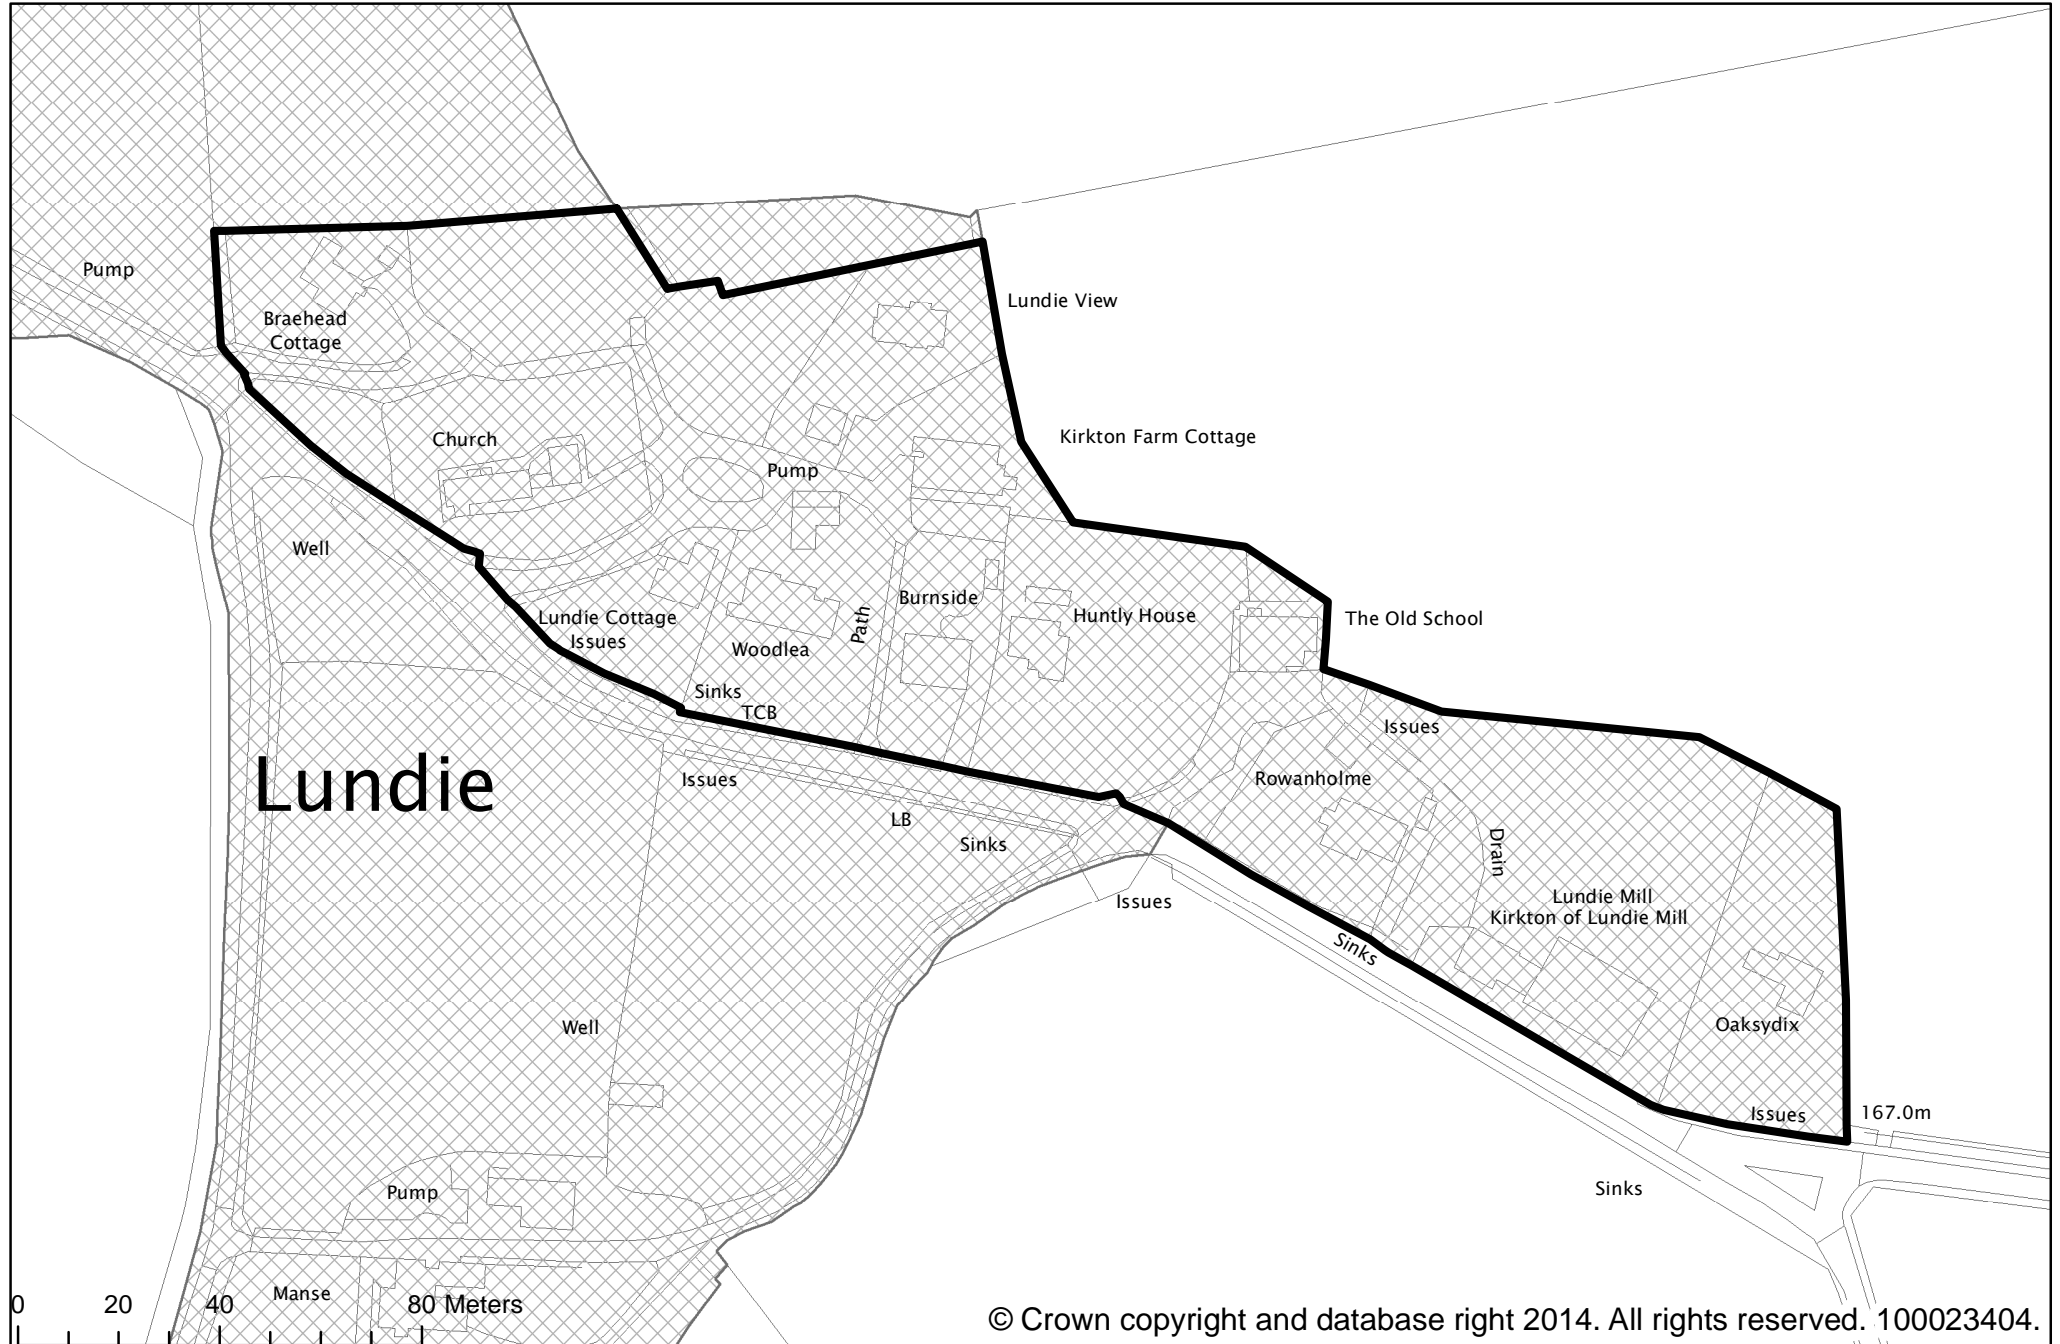 Pump
Lundie View
Braehead
Cottage
Kirkton Farm Cottage
Church
Pump
Well
Burnside
Path
Huntly House
Lundie Cottage
Issues
The Old School
Woodlea
Sinks
TCB
Issues
Lundie
Issues
Rowanholme
LB
Sinks
Drain
Issues
Lundie Mill
Kirkton of Lundie Mill
Sinks
Well
Oaksydix
Issues
167.0m
Pump
Sinks
Manse
0 20 40 80 Meters
© Crown copyright and database right 2014. All rights reserved. 100023404.